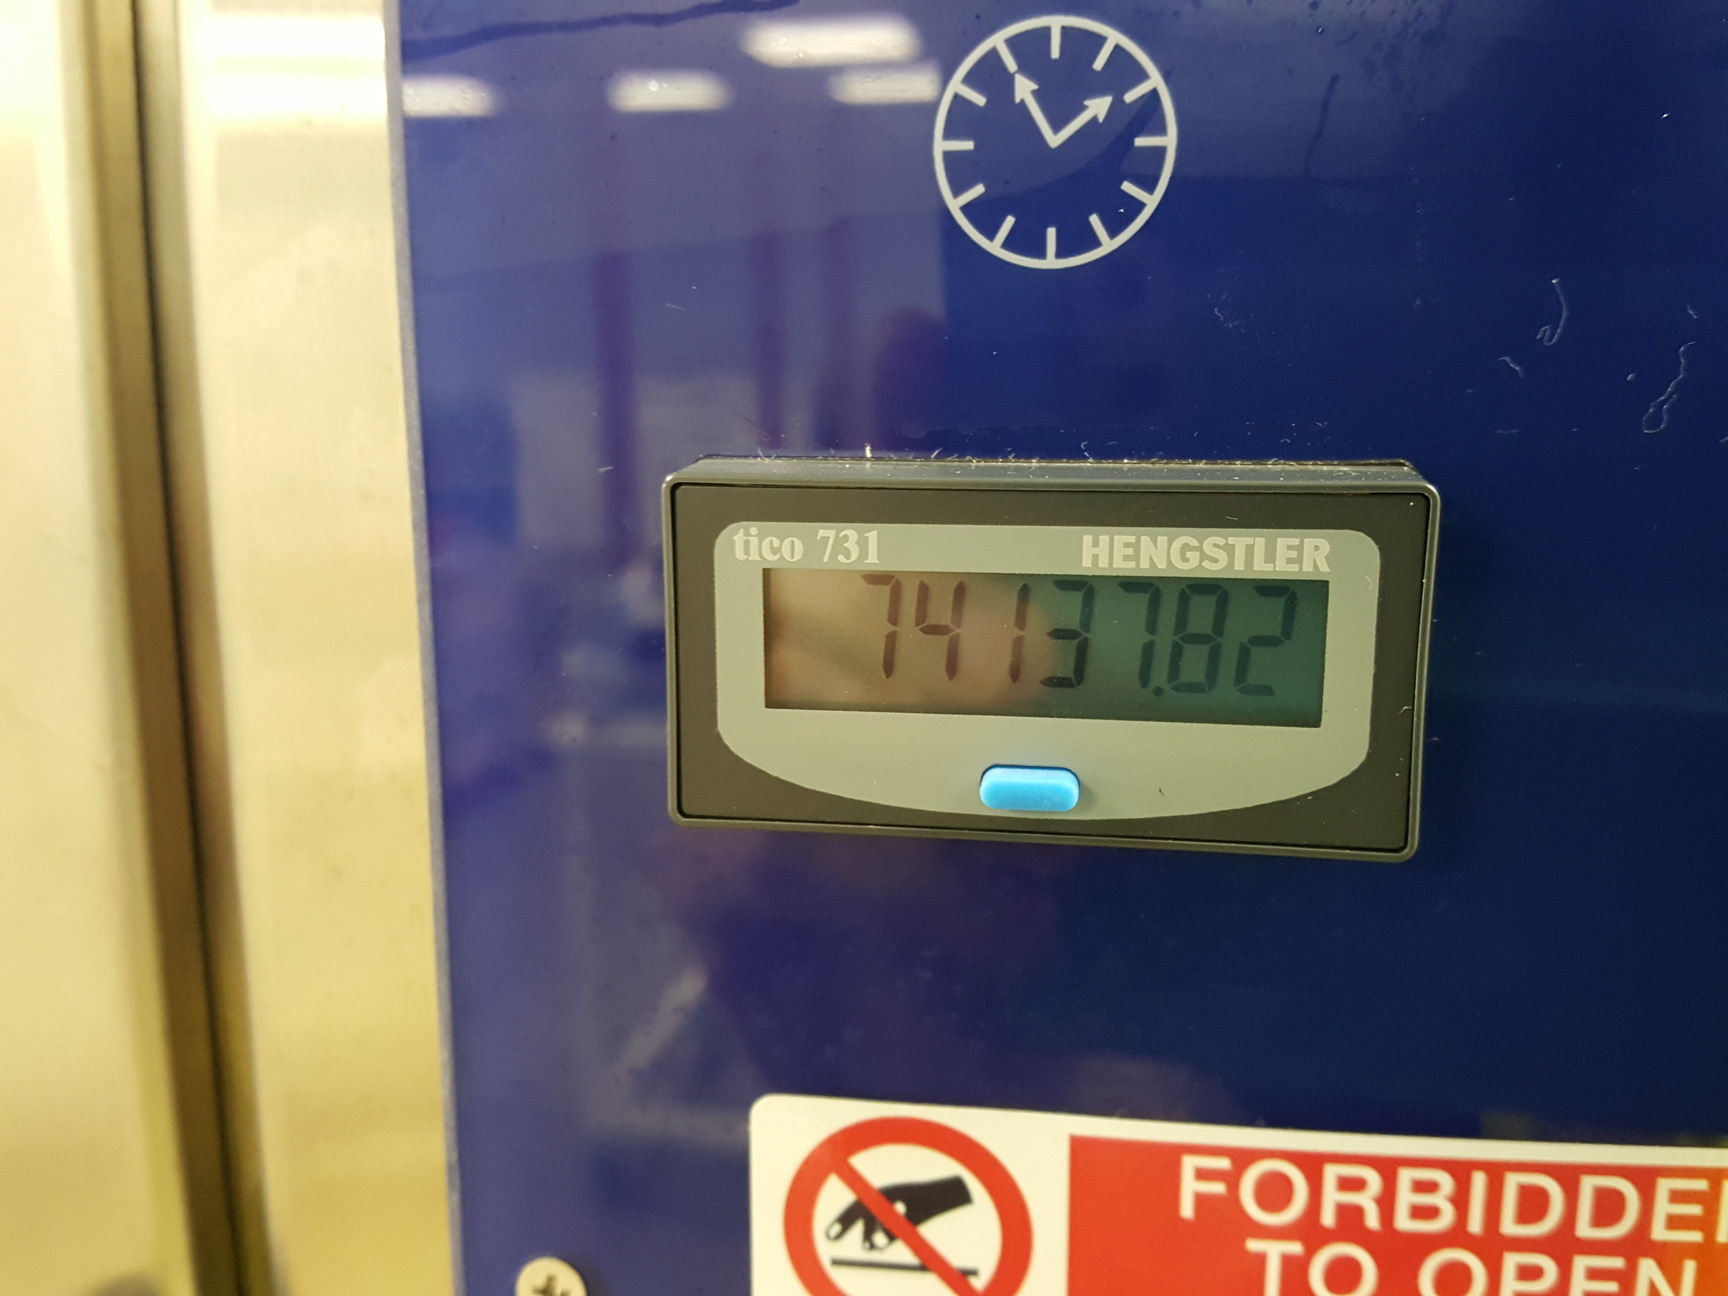 tico 731 HENGSTLER
74137.82
FORBIDDE
TO OPEN